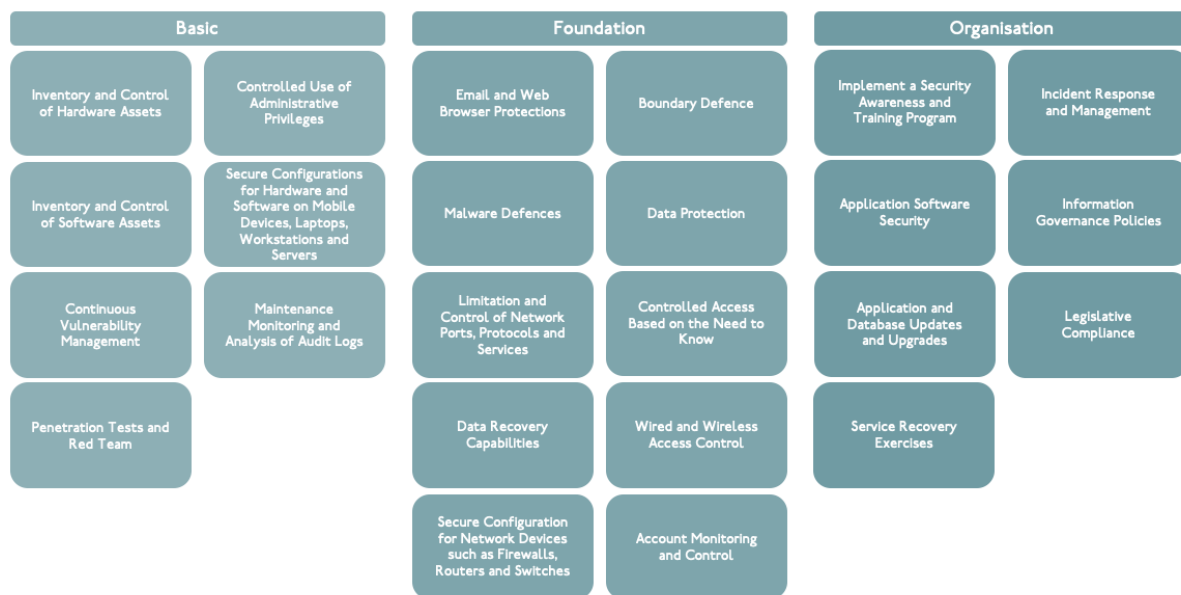 Basic
Inventory and Control
of Hardware Assets
Controlled Use of
Administrative
Privileges
Inventory and Control
of Software Assets
Secure Configurations
for Hardware and
Software on Mobile
Devices, Laptops,
Workstations and
Servers
Continuous
Vulnerability
Management
Maintenance
Monitoring and
Analysis of Audit Logs
Penetration Tests and
Red Team
Foundation
Email and Web
Browser Protections
Boundary Defence
Malware Defences
Data Protection
Limitation and
Control of Network
Ports, Protocols and
Services
Controlled Access
Based on the Need to
Know
Data Recovery
Capabilities
Wired and Wireless
Access Control
Secure Configuration
for Network Devices
such as Firewalls,
Routers and Switches
Account Monitoring
and Control
Organisation
Implement a Security
Awareness and
Training Program
Incident Response
and Management
Application Software
Security
Information
Governance Policies
Application and
Database Updates
and Upgrades
Legislative
Compliance
Service Recovery
Exercises